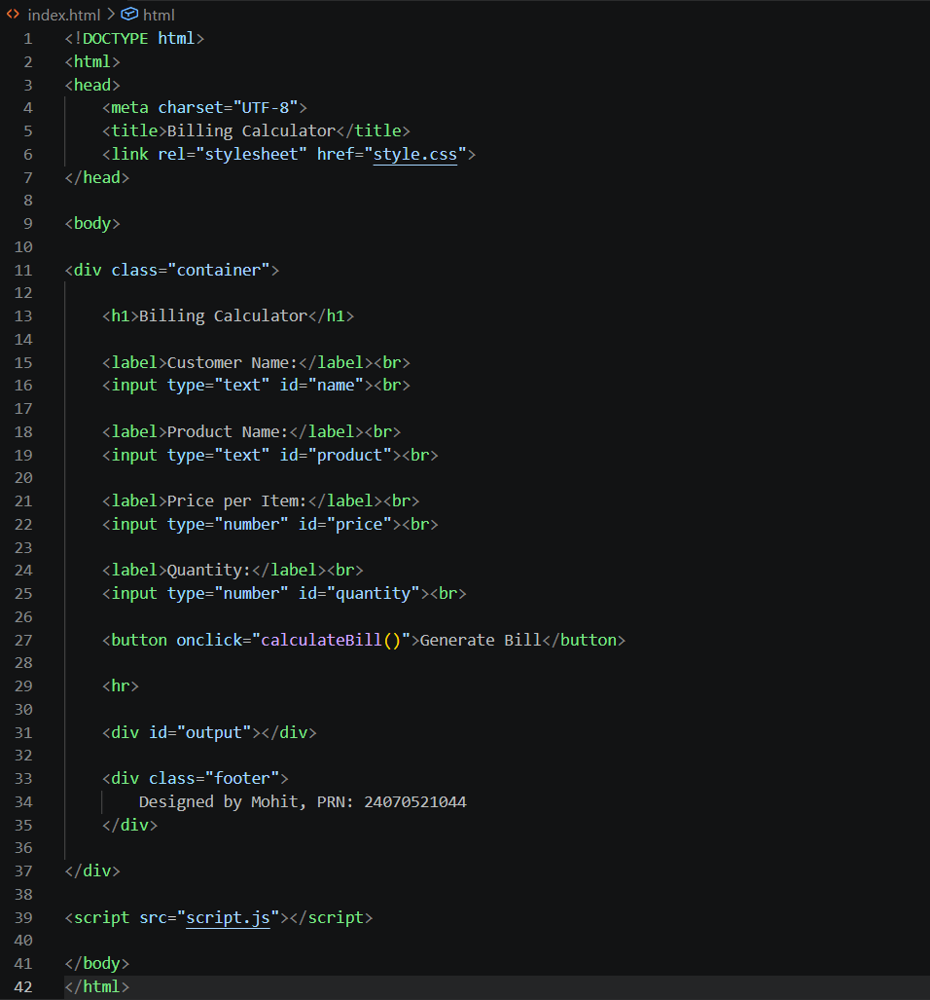 index.html > html
1 <!DOCTYPE html>
2 <html>
3 <head>
4     <meta charset="UTF-8">
5     <title>Billing Calculator</title>
6     <link rel="stylesheet" href="style.css">
7 </head>
8
9 <body>
10
11 <div class="container">
12
13     <h1>Billing Calculator</h1>
14
15     <label>Customer Name:</label><br>
16     <input type="text" id="name"><br>
17
18     <label>Product Name:</label><br>
19     <input type="text" id="product"><br>
20
21     <label>Price per Item:</label><br>
22     <input type="number" id="price"><br>
23
24     <label>Quantity:</label><br>
25     <input type="number" id="quantity"><br>
26
27     <button onclick="calculateBill()">Generate Bill</button>
28
29     <hr>
30
31     <div id="output"></div>
32
33     <div class="footer">
34         Designed by Mohit, PRN: 24070521044
35     </div>
36
37 </div>
38
39 <script src="script.js"></script>
40
41 </body>
42 </html>